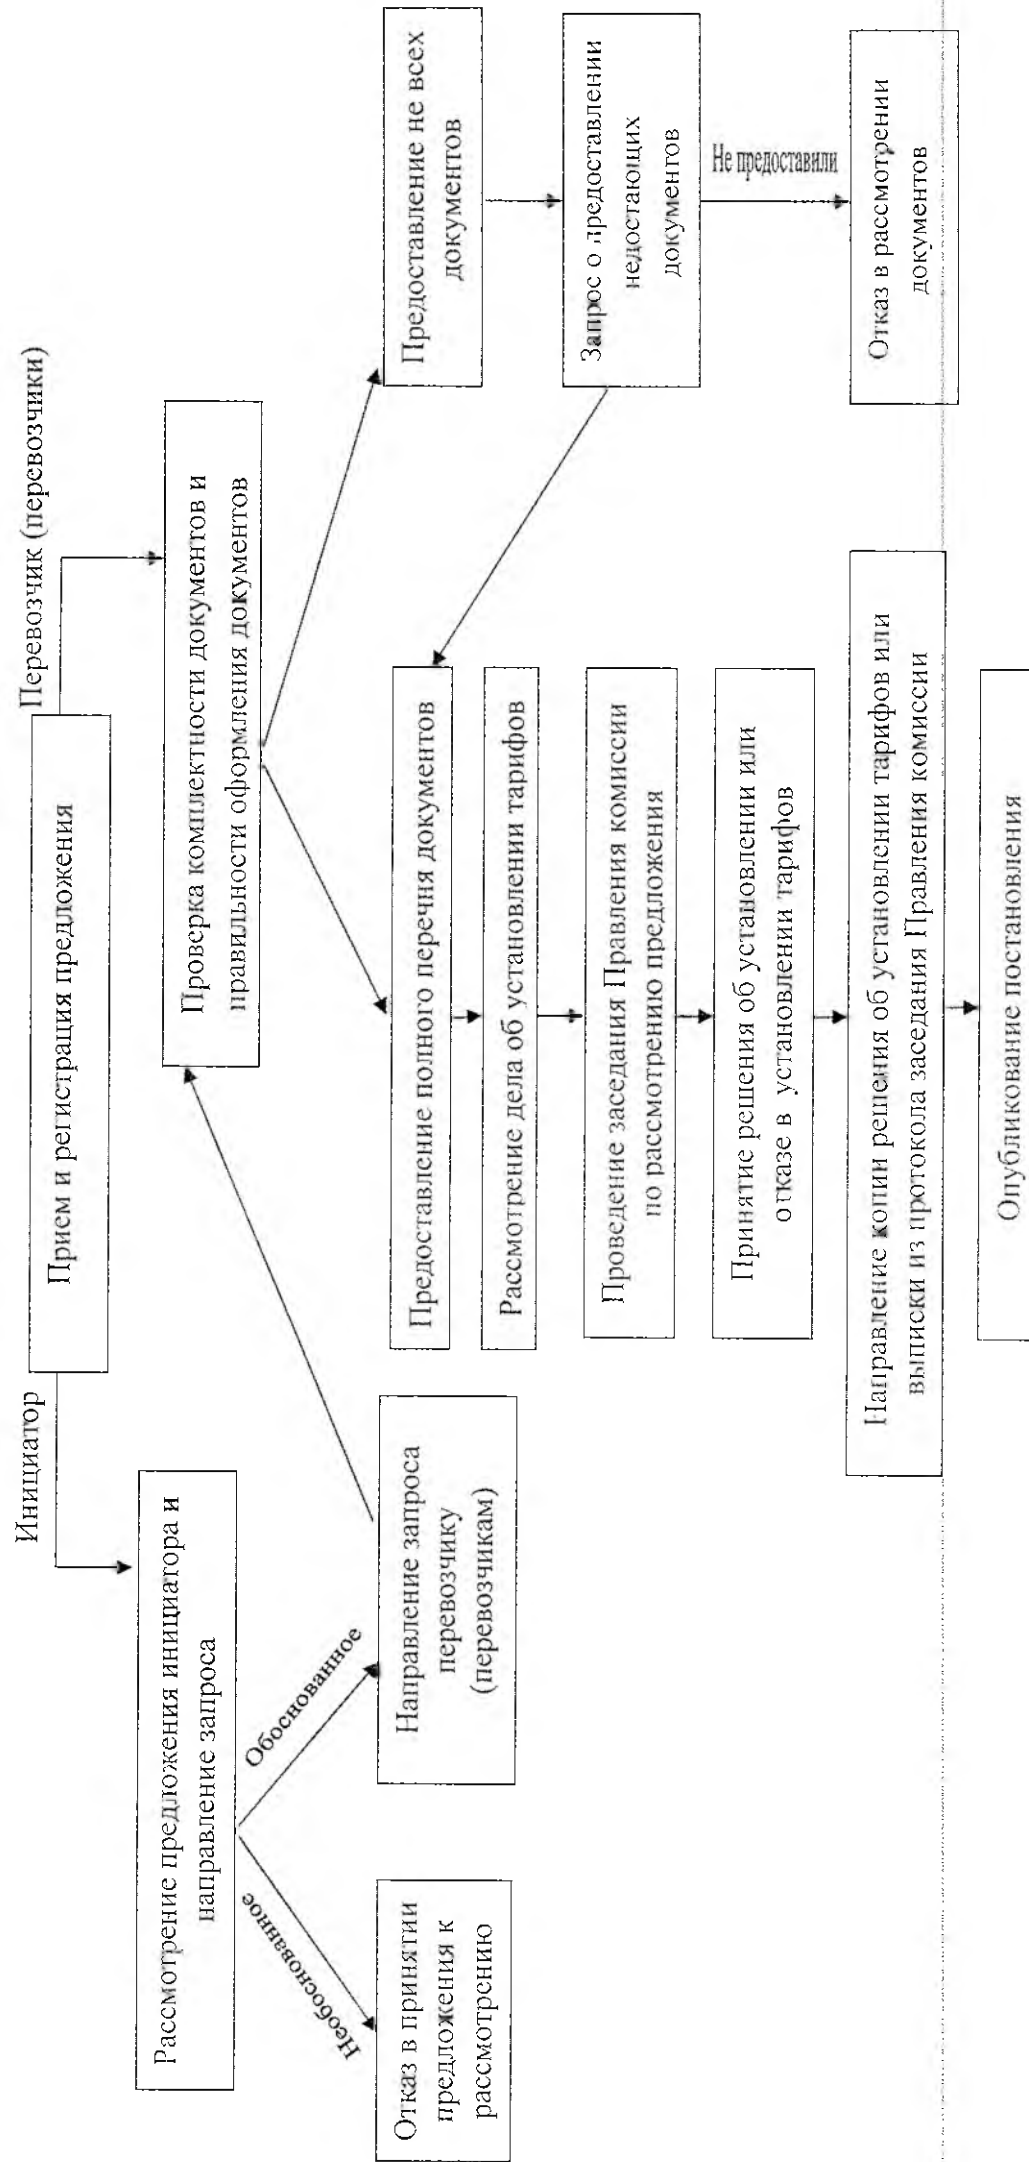 Инициатор
Прием и регистрация предложения
Перевозчик (перевозчики)
Рассмотрение предложения инициатора и
направление запроса
Проверка комплектности документов и
правильности оформления документов
Необоснованное
Обоснованное
Отказ в принятии
предложения к
рассмотрению
Направление запроса
перевозчику
(перевозчикам)
Предоставление полного перечня документов
Предоставление не всех
документов
Рассмотрение дела об установлении тарифов
Запрос о предоставлении
недостающих
документов
Проведение заседания Правления комиссии
по рассмотрению предложения
Не предоставили
Принятие решения об установлении или
отказе в установлении тарифов
Отказ в рассмотрении
документов
Направление копии решения об установлении тарифов или
выписки из протокола заседания Правления комиссии
Опубликование постановления